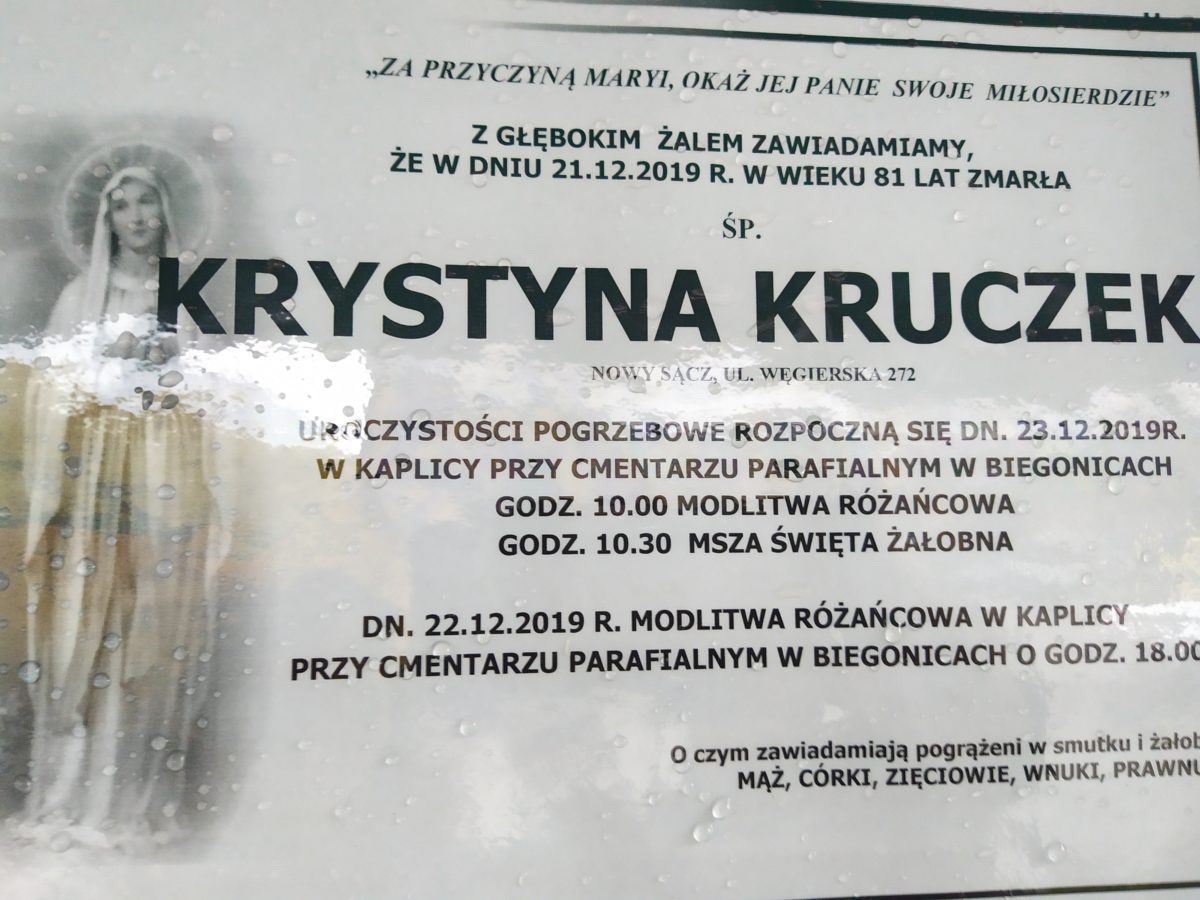 „ZA PRZYCZYNĄ MARYI, OKAŻ JEJ PANIE SWOJE MIŁOSIERDZIE”
Z GŁĘBOKIM ŻALEM ZAWIADAMIAMY,
ŻE W DNIU 21.12.2019 R. W WIEKU 81 LAT ZMARŁA
ŚP.
KRYSTYNA KRUCZEK
NOWY SĄCZ, UL. WĘGIERSKA 272
UROCZYSTOŚCI POGRZEBOWE ROZPOCZNĄ SIĘ DN. 23.12.2019R.
W KAPLICY PRZY CMENTARZU PARAFIALNYM W BIEGONICACH
GODZ. 10.00 MODLITWA RÓŻAŃCOWA
GODZ. 10.30 MSZA ŚWIĘTA ŻAŁOBNA
DN. 22.12.2019 R. MODLITWA RÓŻAŃCOWA W KAPLICY
PRZY CMENTARZU PARAFIALNYM W BIEGONICACH O GODZ. 18.00
O czym zawiadamiają pogrążeni w smutku i żałob
MĄŻ, CÓRKI, ZIĘCIOWIE, WNUKI, PRAWNU